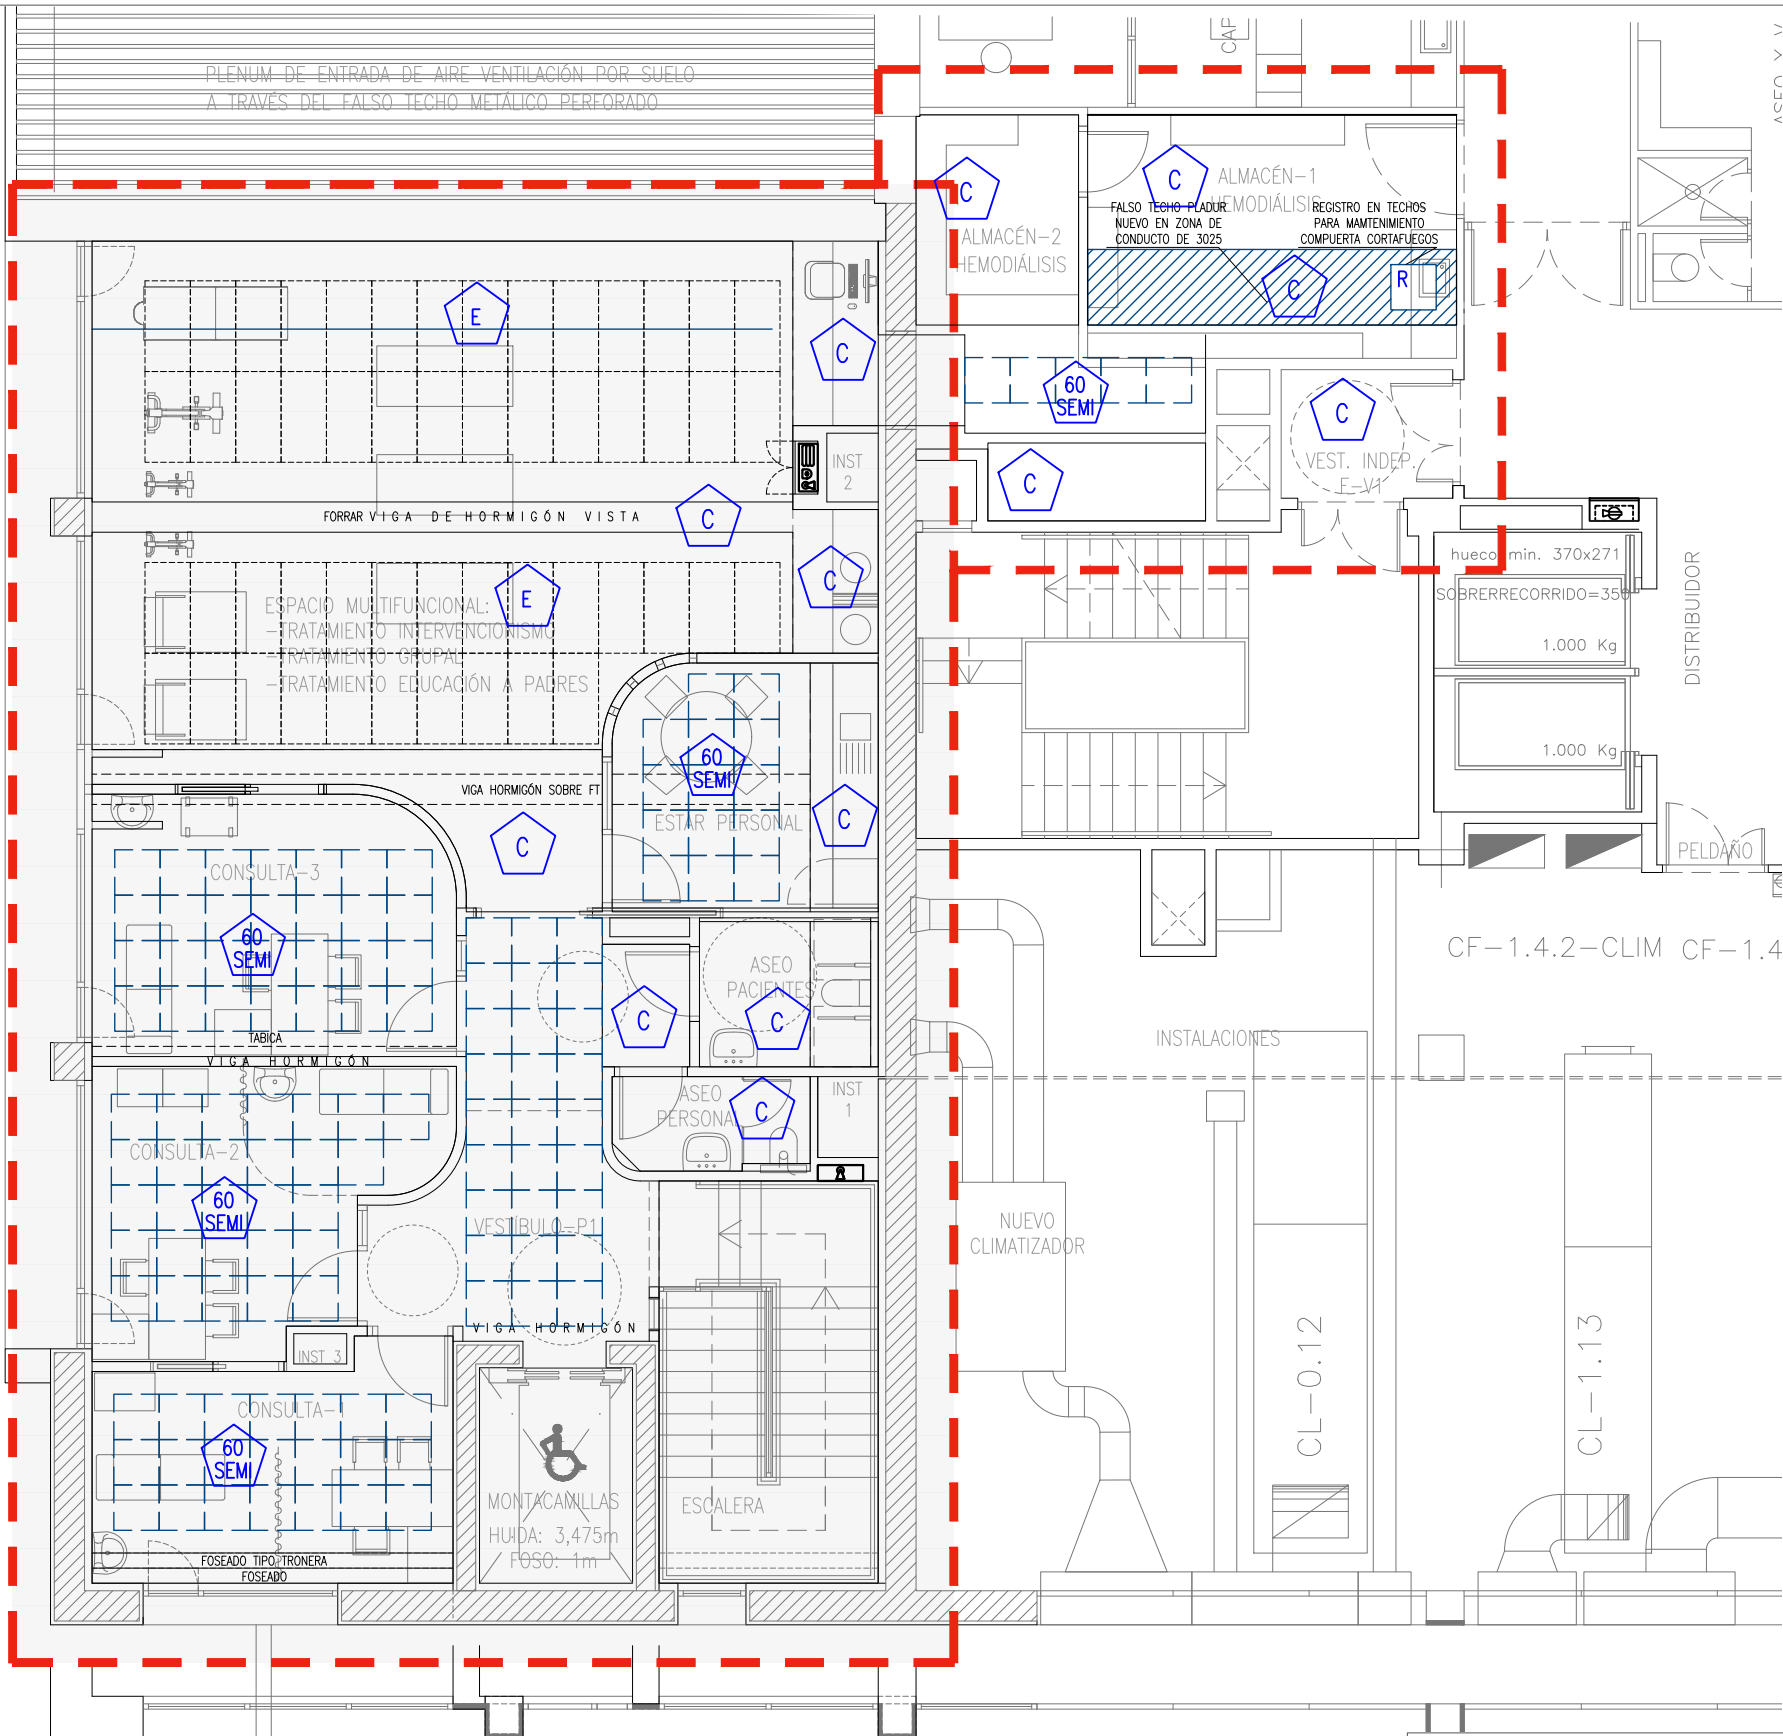 PLENUM DE ENTRADA DE AIRE VENTILACIÓN POR SUELO
A TRAVÉS DEL FALSO TECHO METÁLICO PERFORADO
CAP
ASEO Y V
C
C
ALMACÉN-1
HEMODIÁLISIS
FALSO TECHO PLADUR
NUEVO EN ZONA DE
CONDUCTO DE 3025
REGISTRO EN TECHOS
PARA MAMTENIMIENTO
COMPUERTA CORTAFUEGOS
ALMACÉN-2
HEMODIÁLISIS
C
R
E
C
60
SEMI
C
VEST. INDEP.
F-V1
C
INST
2
FORRAR VIGA DE HORMIGÓN VISTA
C
hueco min. 370x271
SOBRERRECORRIDO=350
1.000 Kg
1.000 Kg
DISTRIBUIDOR
C
E
ESPACIO MULTIFUNCIONAL:
-TRATAMIENTO INTERVENCIONISMO
-TRATAMIENTO GRUPAL
-TRATAMIENTO EDUCACIÓN A PADRES
60
SEMI
VIGA HORMIGÓN SOBRE FT
ESTAR PERSONAL
C
C
PELDAÑO
CONSULTA-3
60
SEMI
CF-1.4.2-CLIM
CF-1.4
ASEO
PACIENTES
C
C
TABICA
VIGA HORMIGÓN
INSTALACIONES
ASEO
PERSONAL
C
INST
1
CONSULTA-2
60
SEMI
VESTÍBULO-P1
NUEVO
CLIMATIZADOR
VIGA HORMIGÓN
INST 3
CL-0.12
CL-1.13
CONSULTA-1
60
SEMI
MONTACAMILLAS
HUIDA: 3,475m
FOSO: 1m
ESCALERA
FOSEADO TIPO TRONERA
FOSEADO